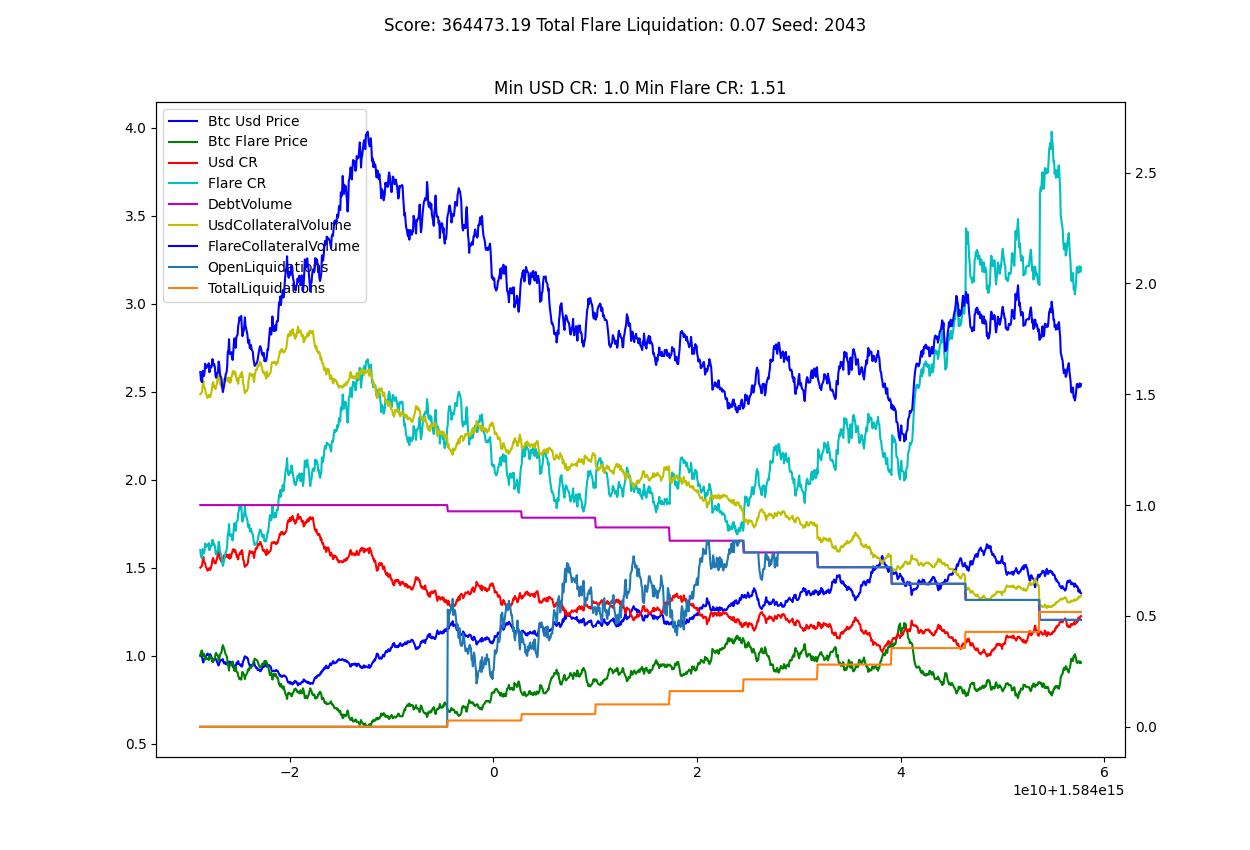 Score: 364473.19 Total Flare Liquidation: 0.07 Seed: 2043
Min USD CR: 1.0 Min Flare CR: 1.51
Btc Usd Price
Btc Flare Price
Usd CR
Flare CR
DebtVolume
UsdCollateralVolume
FlareCollateralVolume
OpenLiquidations
TotalLiquidations
4.0
3.5
3.0
2.5
2.0
1.5
1.0
0.5
2.5
2.0
1.5
1.0
0.5
0.0
−2
0
2
4
6
1e10+1.584e15